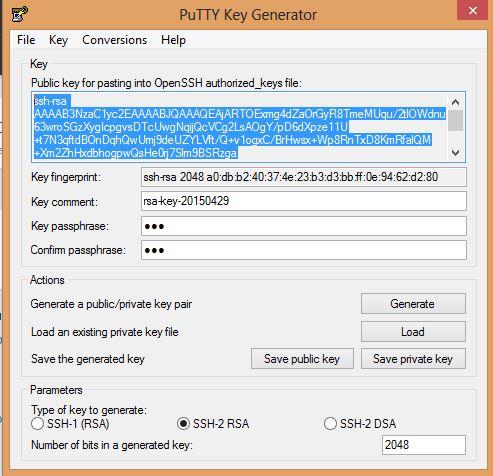 PuTTY Key Generator
File Key Conversions Help
Key
Public key for pasting into OpenSSH authorized_keys file:
ssh-rsa
AAAAB3NzaC1yc2EAAAABJQAAAQEAjARTOExmg4dZaOrGyR8TmeMUqu/2tlOWdnu
63wroSGzXyglcpgvsDTcUwgNqijQcVCg2LsAOgY/pD6dXpze11U
+t7N3qftdBOnDqhQwUmj9deUZYLVft/Q+v1ogxC/BrHwsx+Wp8RnTxD8KmRfalQM
+Xm2ZhHxdbhogpwQsHe0rj7Slm9BSRzga
Key fingerprint: ssh-rsa 2048 a0:db:b2:40:37:4e:23:b3:d3:bb:ff:0e:94:62:d2:80
Key comment: rsa-key-20150429
Key passphrase: ●●●
Confirm passphrase: ●●●
Actions
Generate a public/private key pair Generate
Load an existing private key file Load
Save the generated key Save public key Save private key
Parameters
Type of key to generate:
SSH-1 (RSA) SSH-2 RSA SSH-2 DSA
Number of bits in a generated key: 2048